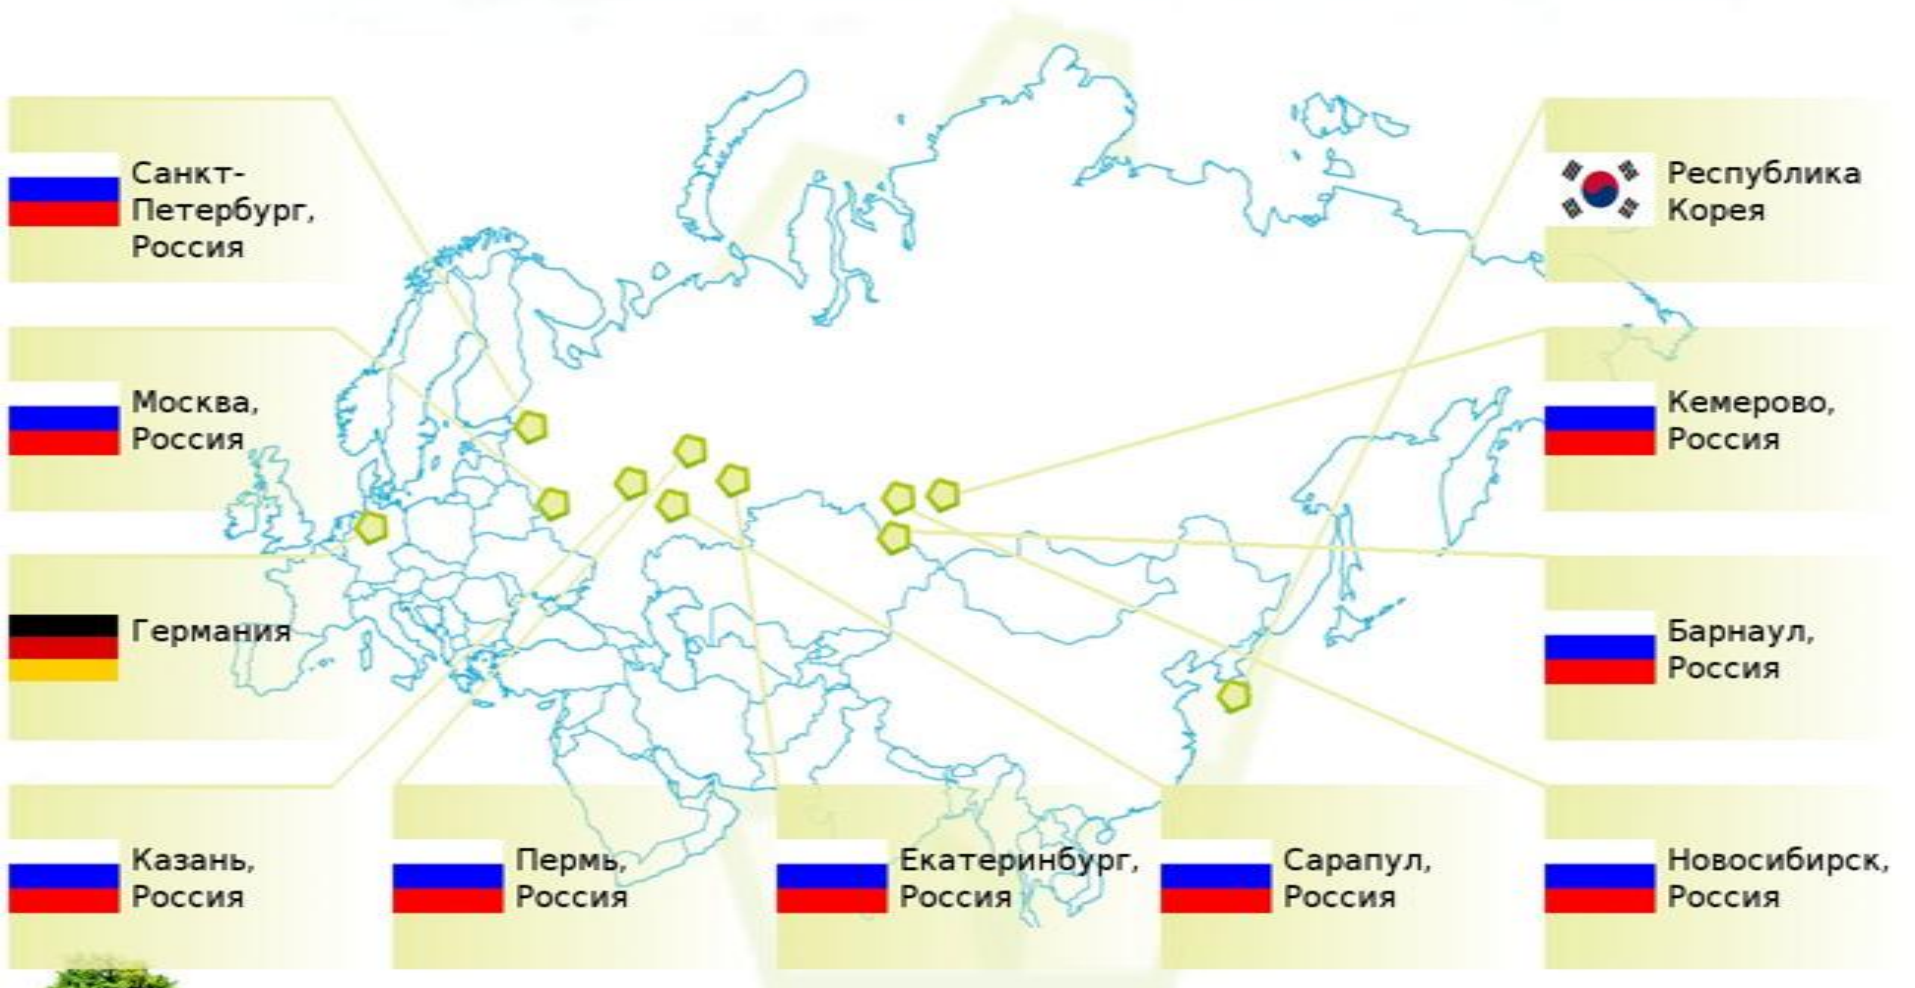 Санкт-
Петербург,
Россия
Республика
Корея
Москва,
Россия
Кемерово,
Россия
Германия
Барнаул,
Россия
Казань,
Россия
Пермь,
Россия
Екатеринбург,
Россия
Сарапул,
Россия
Новосибирск,
Россия